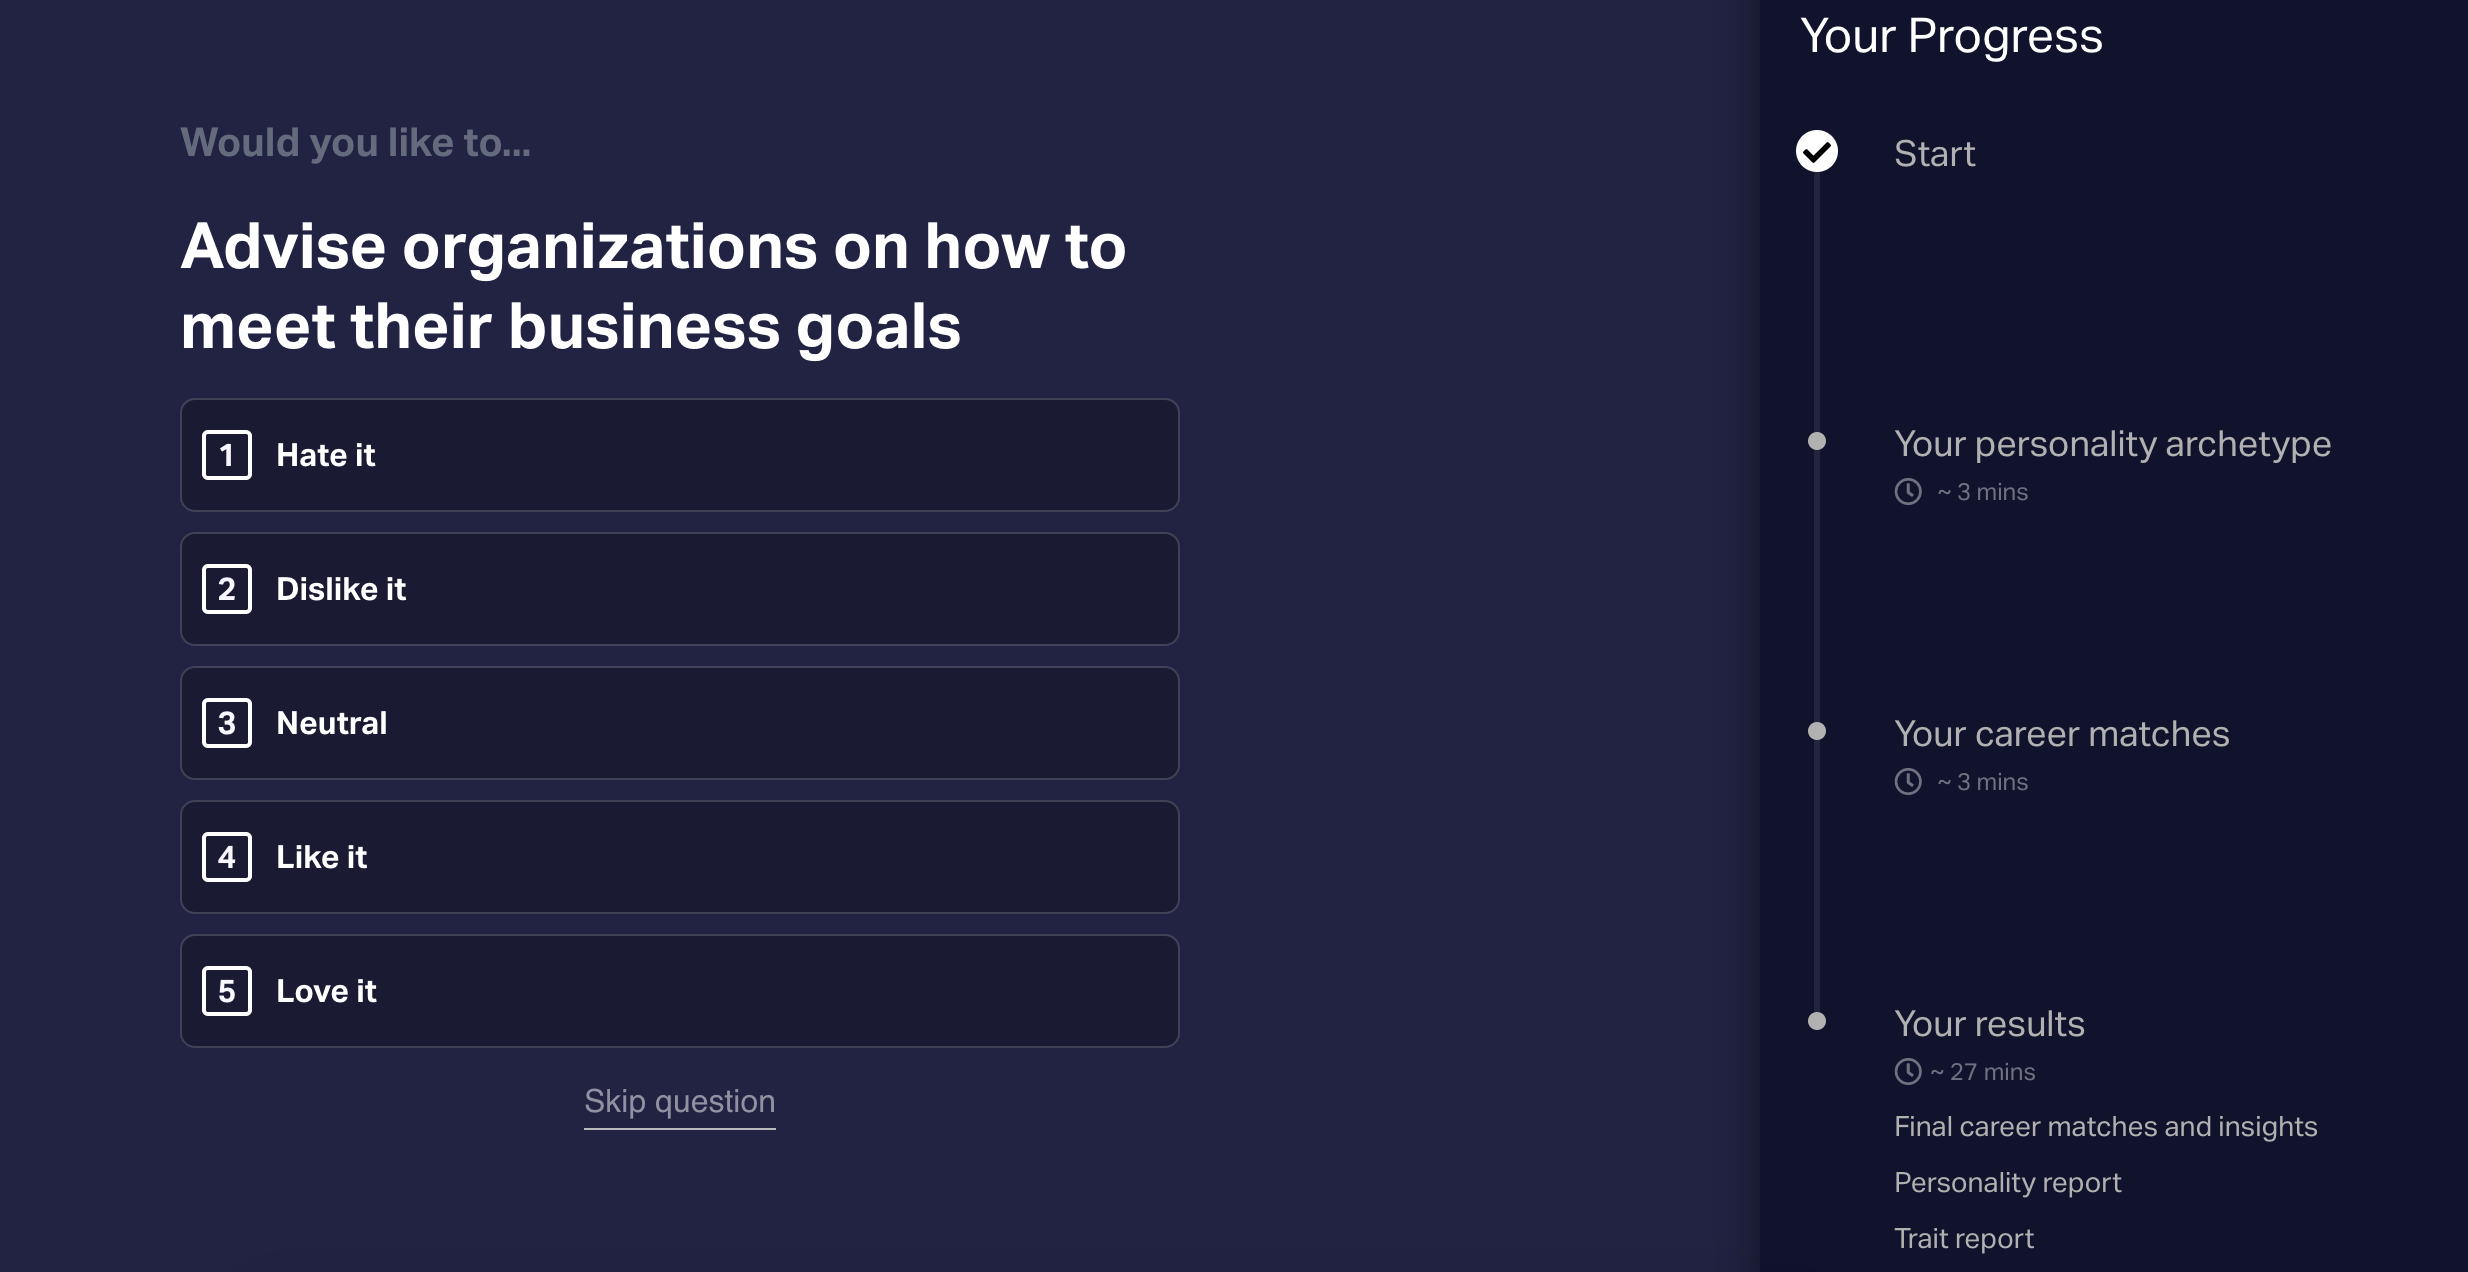 Would you like to...
Advise organizations on how to
meet their business goals
1 Hate it
2 Dislike it
3 Neutral
4 Like it
5 Love it
Skip question
Your Progress
Start
Your personality archetype
~ 3 mins
Your career matches
~ 3 mins
Your results
~ 27 mins
Final career matches and insights
Personality report
Trait report